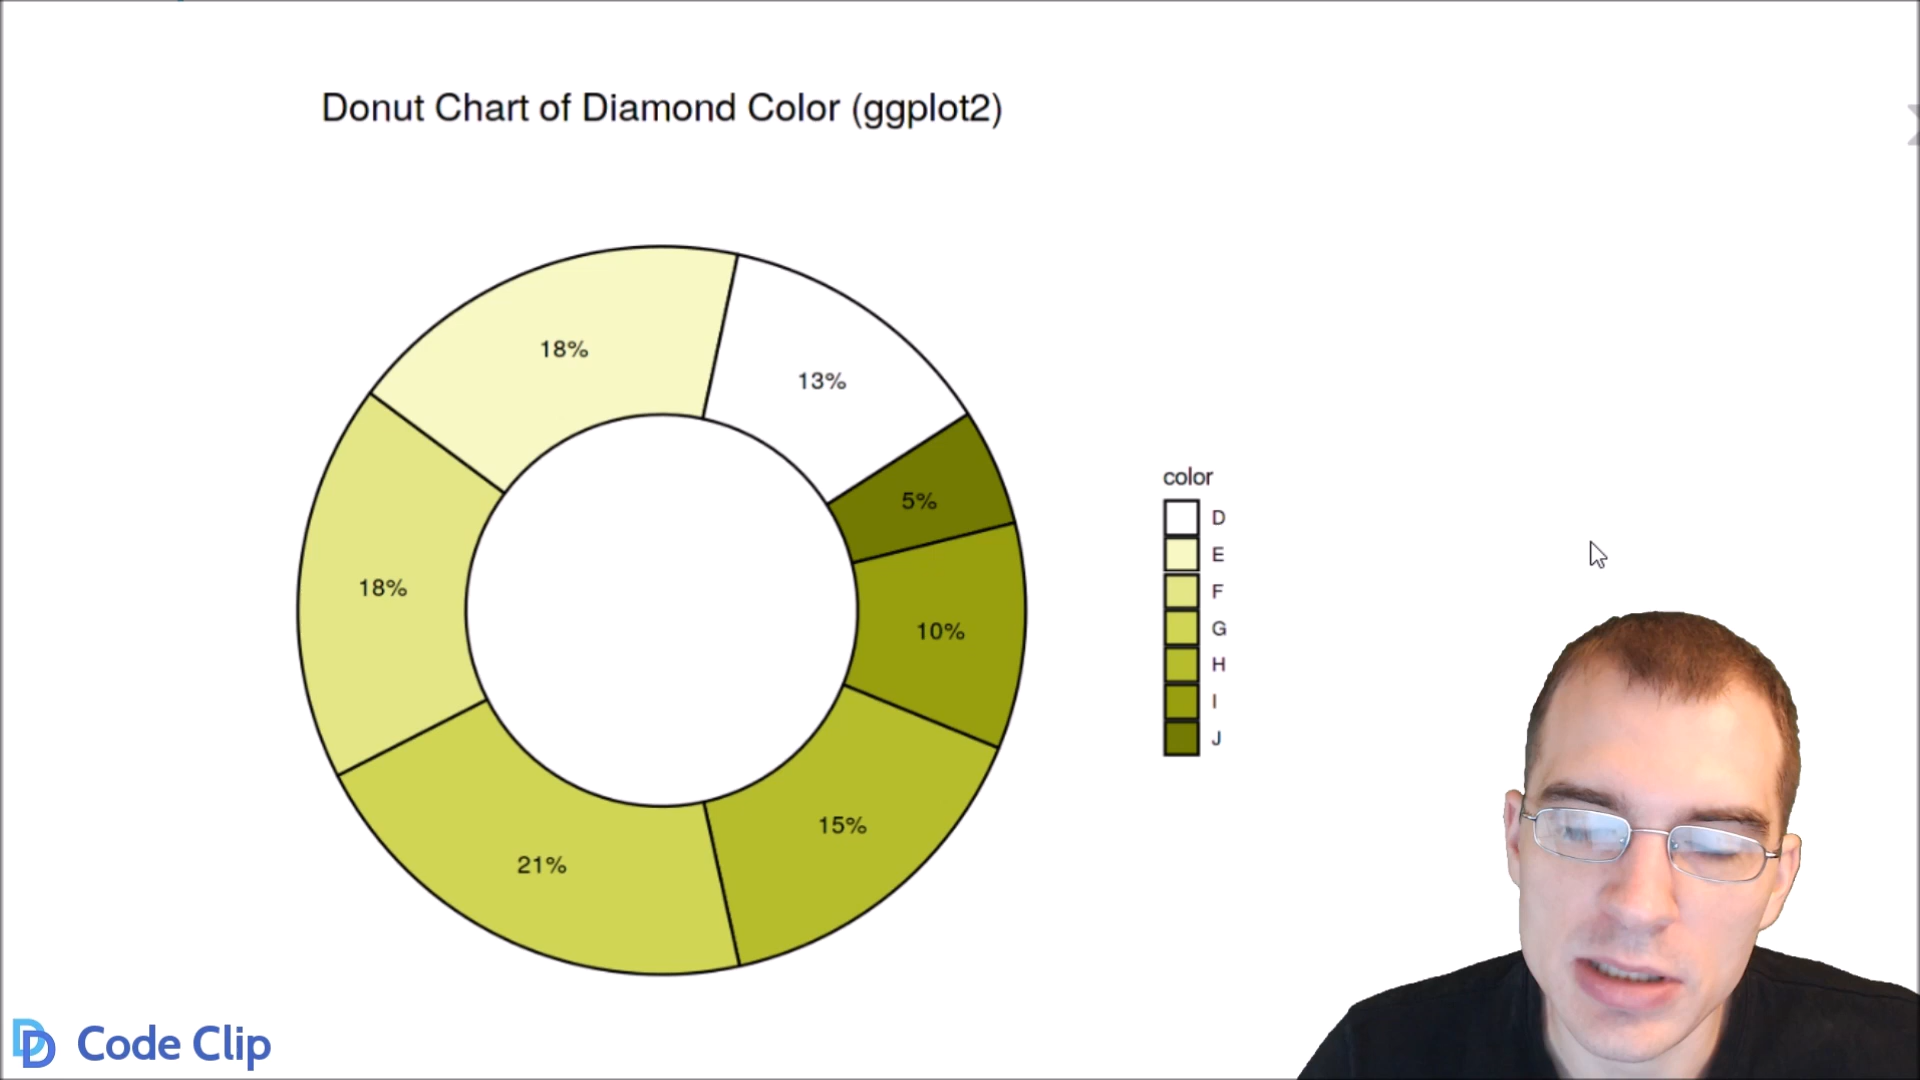 Donut Chart of Diamond Color (ggplot2)
18%
13%
5%
18%
10%
15%
21%
color
D
E
F
G
H
I
J
Code Clip